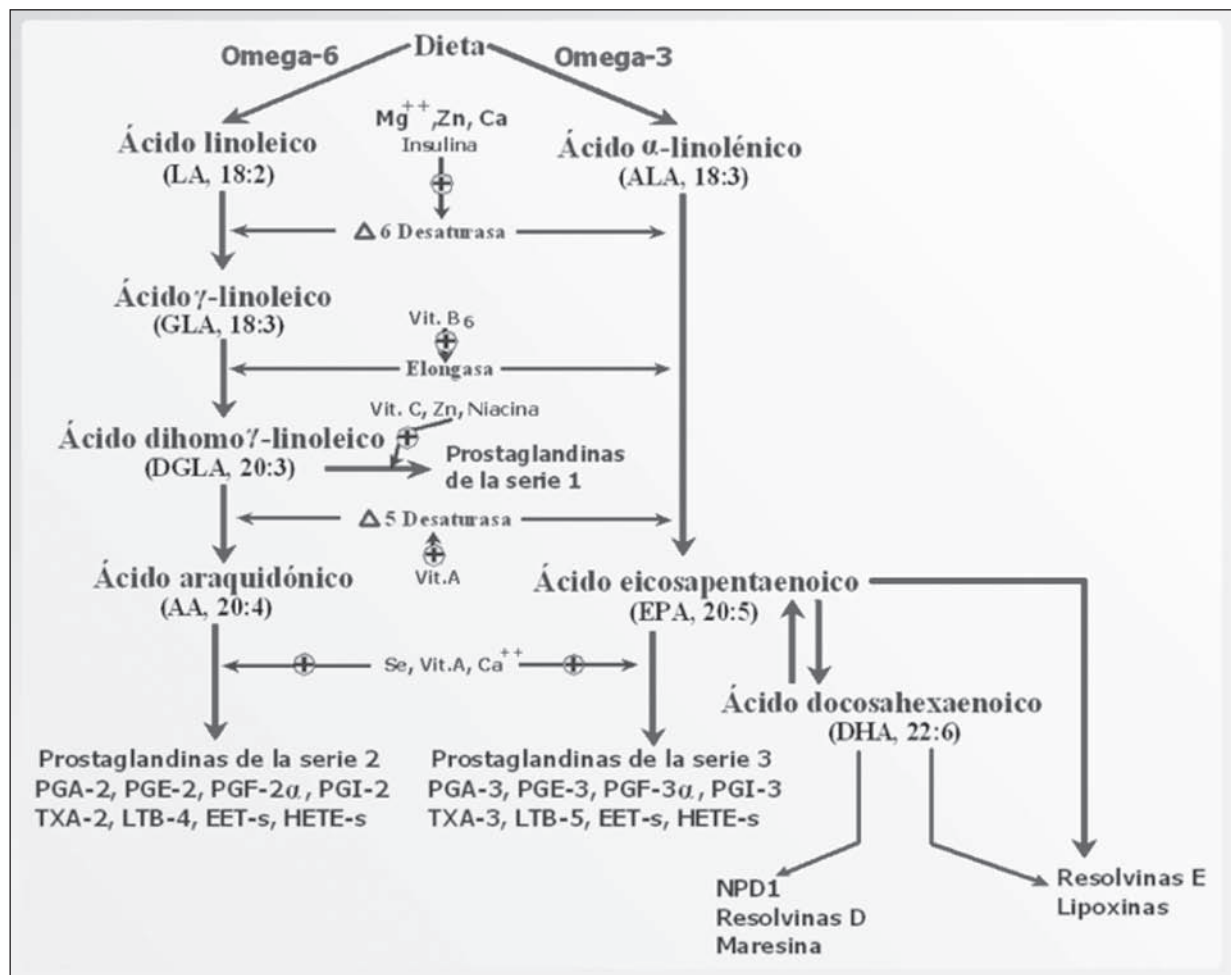 Dieta
Omega-6
Omega-3
Mg++,Zn, Ca
Insulina
Ácido linoleico
(LA, 18:2)
Ácido α-linolénico
(ALA, 18:3)
Δ6 Desaturasa
Ácido γ-linoleico
(GLA, 18:3)
Vit. B6
Elongasa
Vit. C, Zn, Niacina
Ácido dihomo γ-linoleico
(DGLA, 20:3)
Prostaglandinas
de la serie 1
Δ5 Desaturasa
Vit.A
Ácido araquidónico
(AA, 20:4)
Ácido eicosapentaenoico
(EPA, 20:5)
Se, Vit.A, Ca++
Ácido docosahexaenoico
(DHA, 22:6)
Prostaglandinas de la serie 2
PGA-2, PGE-2, PGF-2α, PGI-2
TXA-2, LTB-4, EET-s, HETE-s
Prostaglandinas de la serie 3
PGA-3, PGE-3, PGF-3α, PGI-3
TXA-3, LTB-5, EET-s, HETE-s
NPD1
Resolvinas D
Maresina
Resolvinas E
Lipoxinas